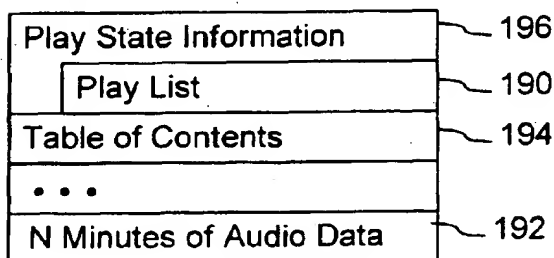 Play State Information 196
Play List 190
Table of Contents 194
• • •
N Minutes of Audio Data 192